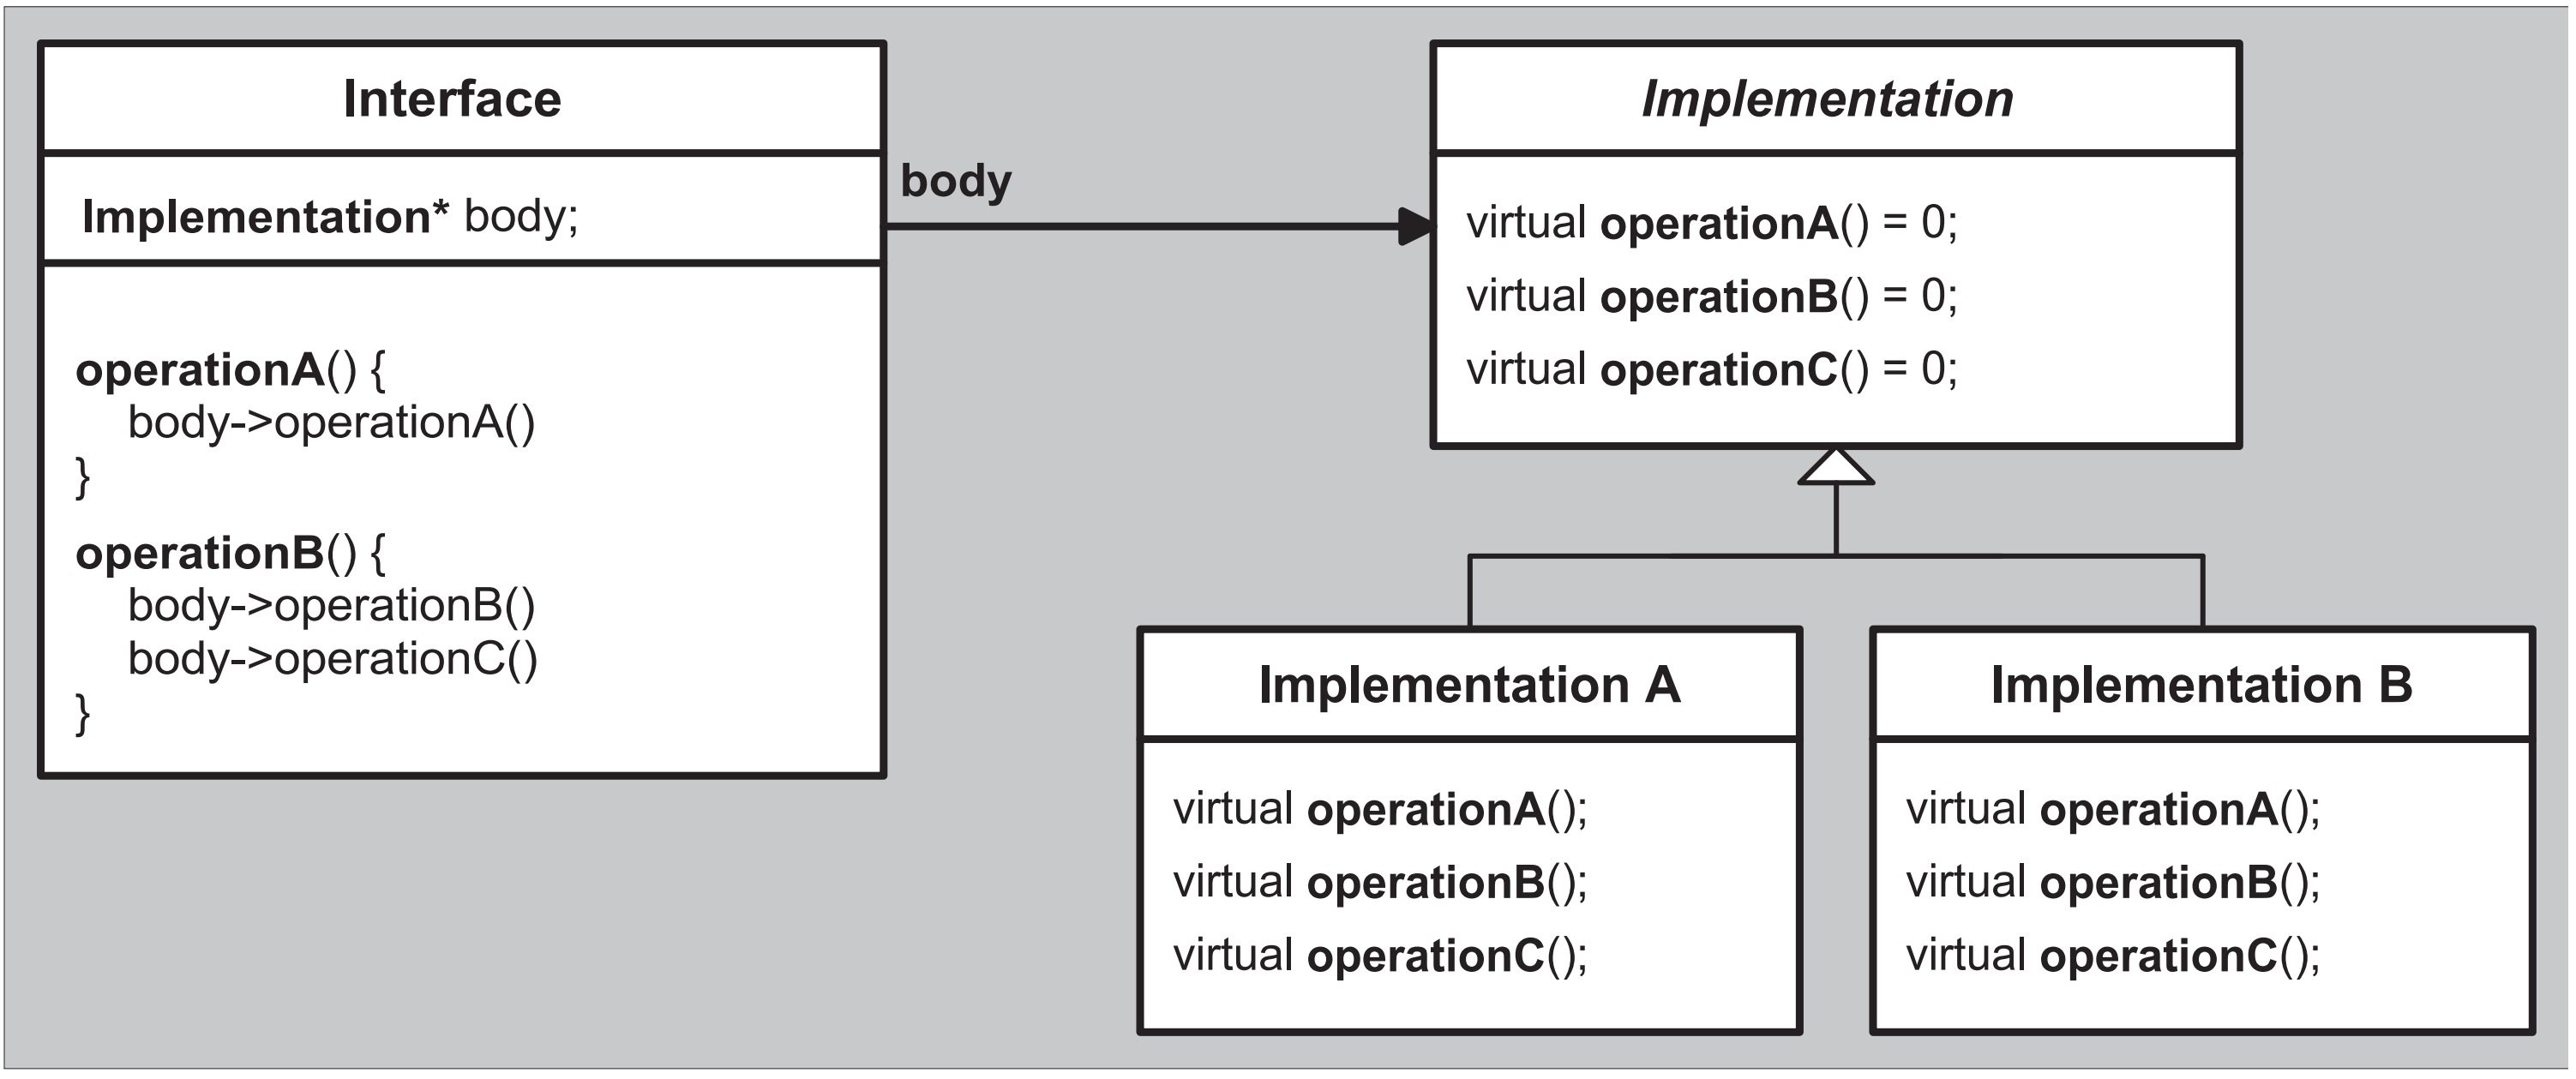 Interface
Implementation* body;
operationA() {
body->operationA()
}
operationB() {
body->operationB()
body->operationC()
}
body
Implementation
virtual operationA() = 0;
virtual operationB() = 0;
virtual operationC() = 0;
Implementation A
virtual operationA();
virtual operationB();
virtual operationC();
Implementation B
virtual operationA();
virtual operationB();
virtual operationC();